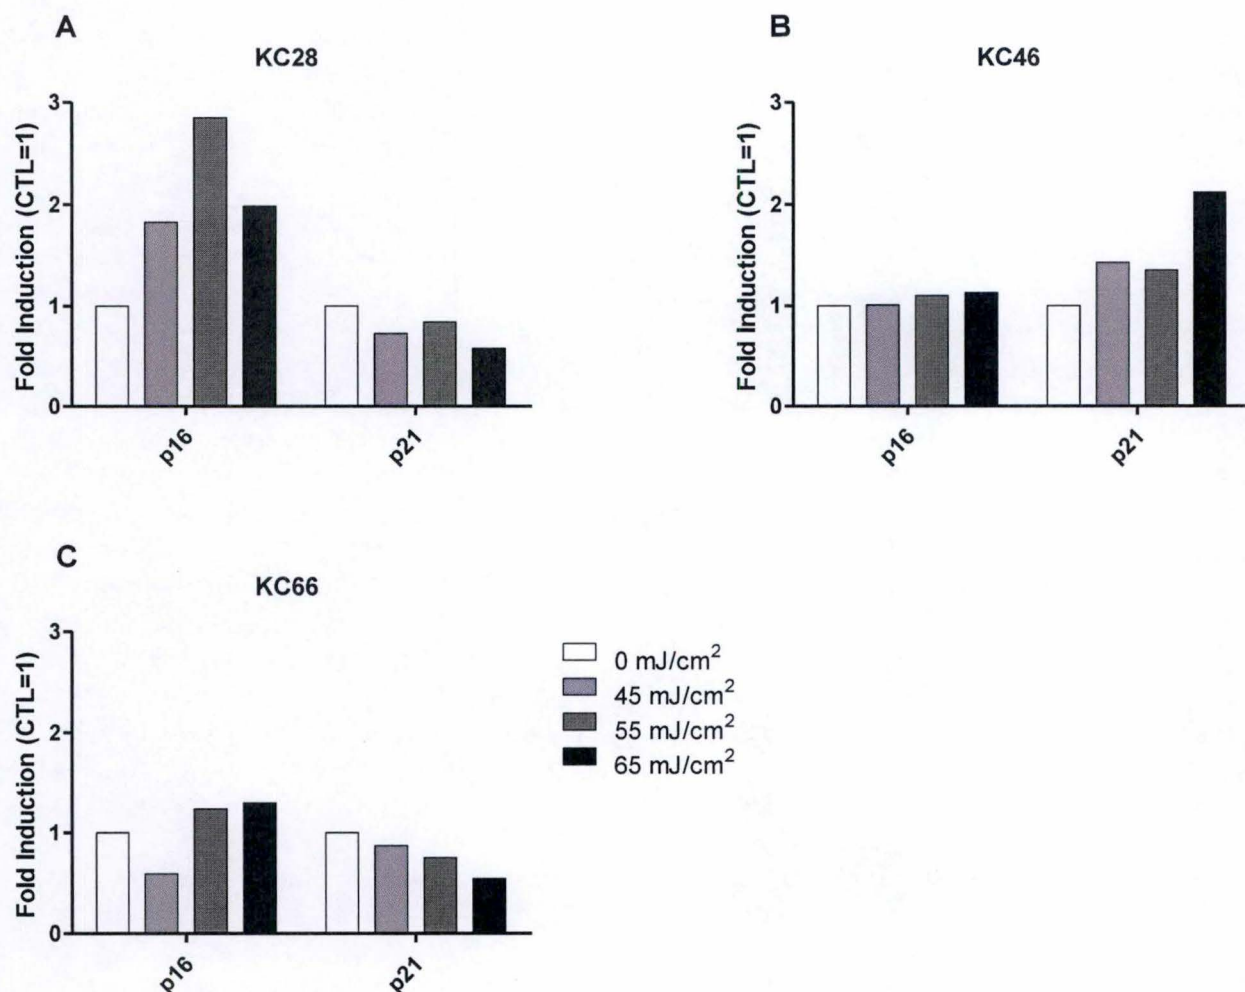 A
KC28
Fold Induction (CTL=1)
3
2
1
0
p16
p21
B
KC46
Fold Induction (CTL=1)
3
2
1
0
p16
p21
C
KC66
Fold Induction (CTL=1)
3
2
1
0
p16
p21
0 mJ/cm²
45 mJ/cm²
55 mJ/cm²
65 mJ/cm²